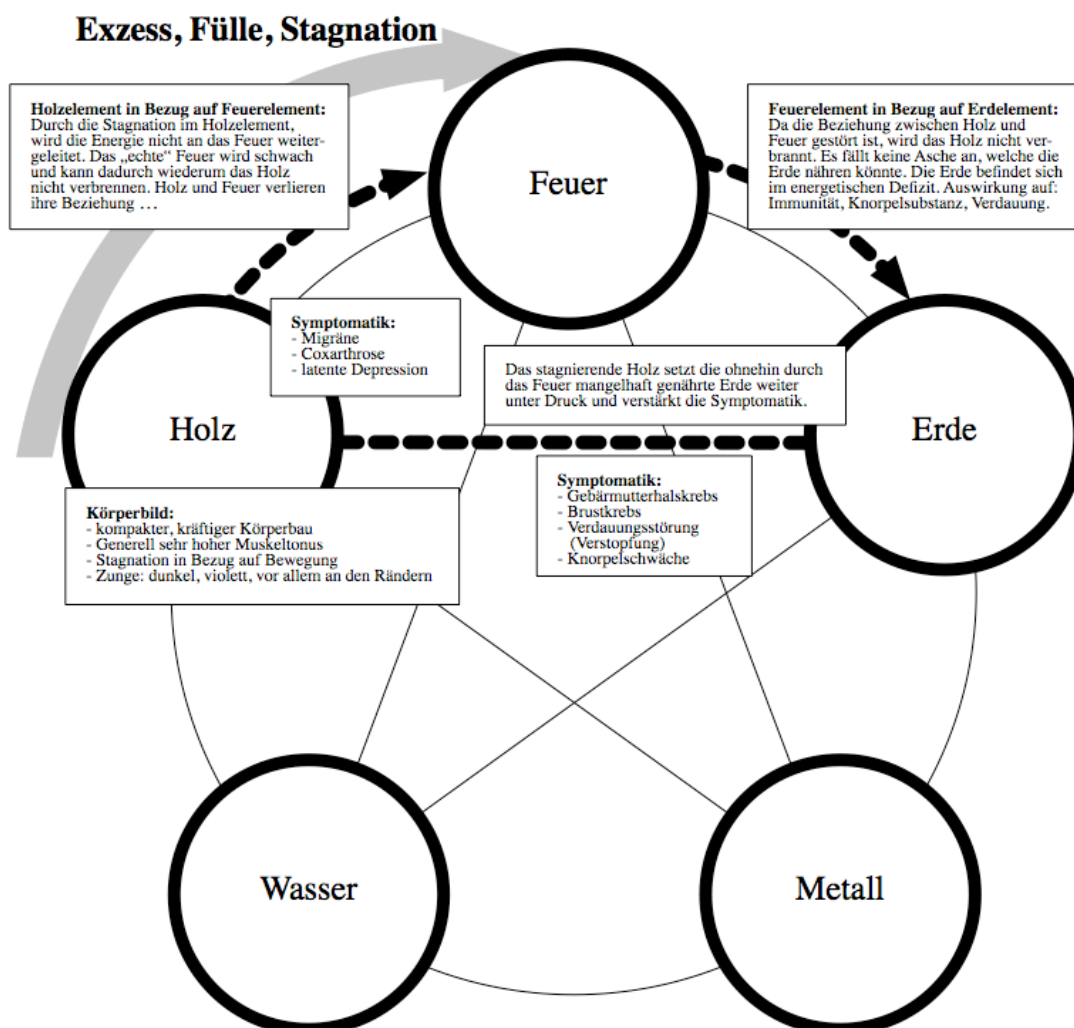 Exzess, Fülle, Stagnation
Holzelement in Bezug auf Feuerelement:
Durch die Stagnation im Holzelement,
wird die Energie nicht an das Feuer weiter-
geleitet. Das „echte“ Feuer wird schwach
und kann dadurch wiederum das Holz
nicht verbrennen. Holz und Feuer verlieren
ihre Beziehung …
Feuerelement in Bezug auf Erdelement:
Da die Beziehung zwischen Holz und
Feuer gestört ist, wird das Holz nicht ver-
brannt. Es fällt keine Asche an, welche die
Erde nähren könnte. Die Erde befindet sich
im energetischen Defizit. Auswirkung auf:
Immunität, Knorpelsubstanz, Verdauung.
Feuer
Symptomatik:
- Migräne
- Coxarthrose
- latente Depression
Das stagnierende Holz setzt die ohnehin durch
das Feuer mangelhaft genährte Erde weiter
unter Druck und verstärkt die Symptomatik.
Holz
Erde
Symptomatik:
- Gebärmutterhalskrebs
- Brustkrebs
- Verdauungsstörung
(Verstopfung)
- Knorpelschwäche
Körperbild:
- kompakter, kräftiger Körperbau
- Generell sehr hoher Muskeltonus
- Stagnation in Bezug auf Bewegung
- Zunge: dunkel, violett, vor allem an den Rändern
Wasser
Metall